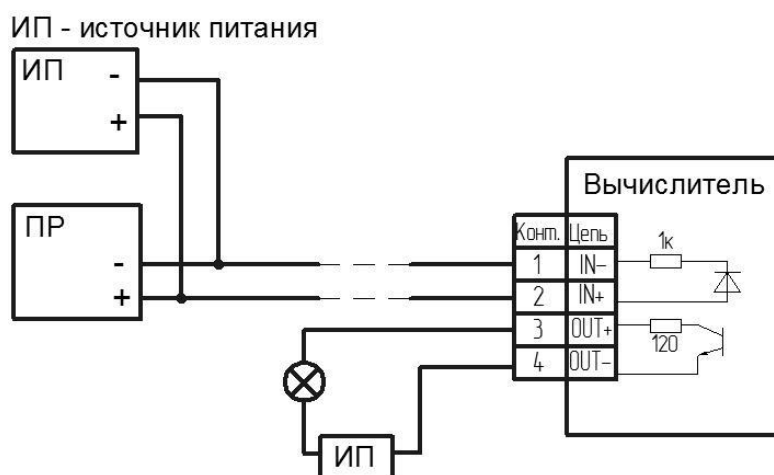 ИП - источник питания
ИП
-
+
ПР
-
+
Вычислитель
Конт. Цепь
1 IN-
2 IN+
3 OUT+
4 OUT-
1к
120
ИП